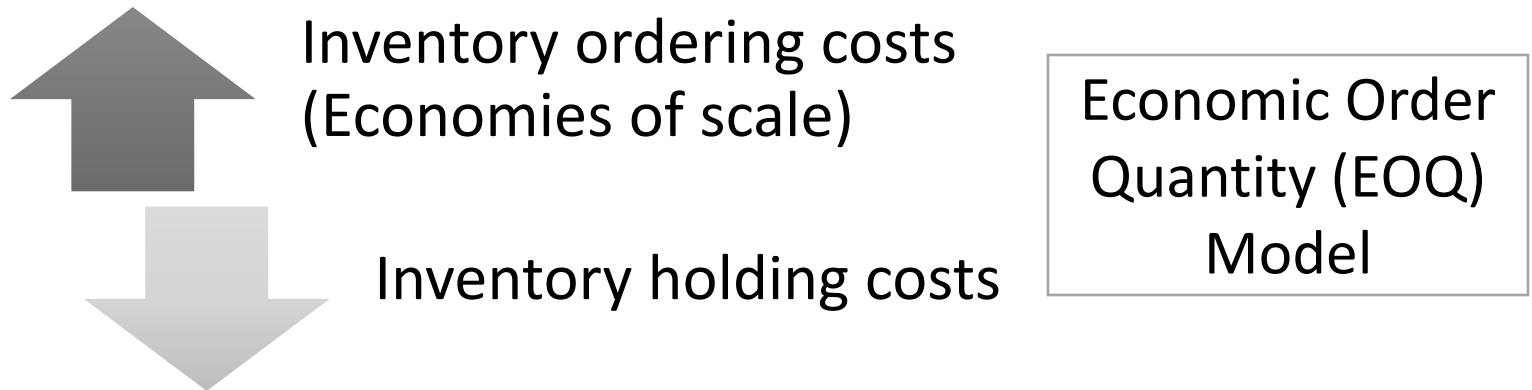 Inventory ordering costs
(Economies of scale)
Inventory holding costs
Economic Order
Quantity (EOQ)
Model